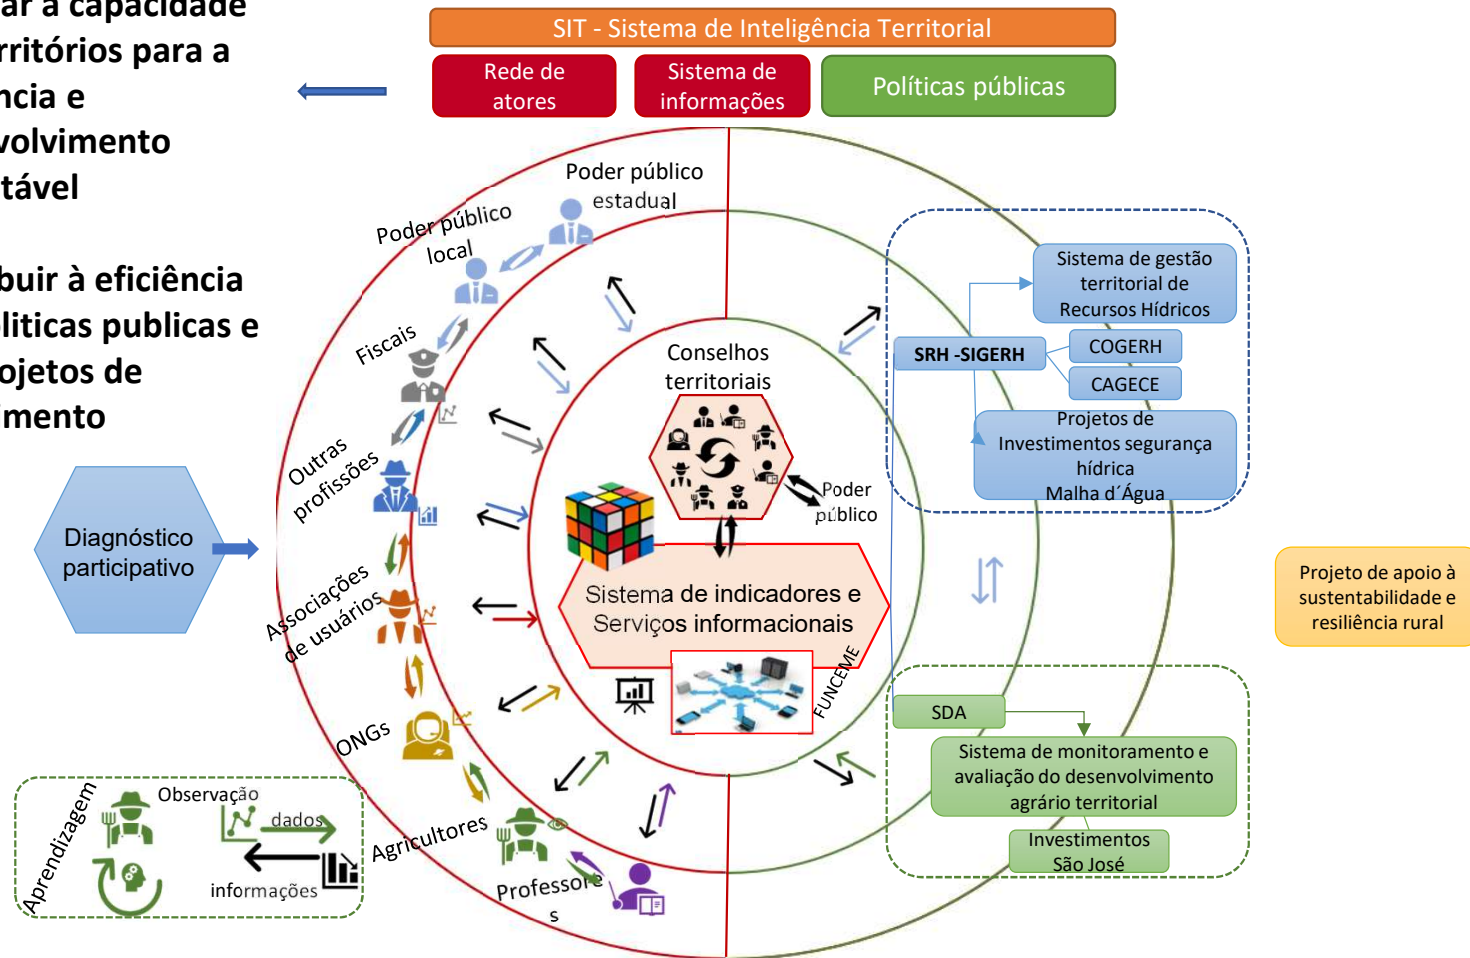 SIT - Sistema de Inteligência Territorial
Rede de
atores
Sistema de
informações
Políticas públicas
ar a capacidade
rritórios para a
ncia e
volvimento
tável
buir à eficiência
oliticas publicas e
rojetos de
imento
Diagnóstico
participativo
Poder público
estadual
Poder público
local
Fiscais
Outras
profissões
Associações
de usuários
ONGs
Agricultores
Professore
s
Conselhos
territoriais
Poder
público
Sistema de indicadores e
Serviços informacionais
FUNCEME
Sistema de gestão
territorial de
Recursos Hídricos
SRH -SIGERH
COGERH
CAGECE
Projetos de
Investimentos segurança
hídrica
Malha d´Água
Projeto de apoio à
sustentabilidade e
resiliência rural
SDA
Sistema de monitoramento e
avaliação do desenvolvimento
agrário territorial
Investimentos
São José
Aprendizagem
Observação
dados
informações